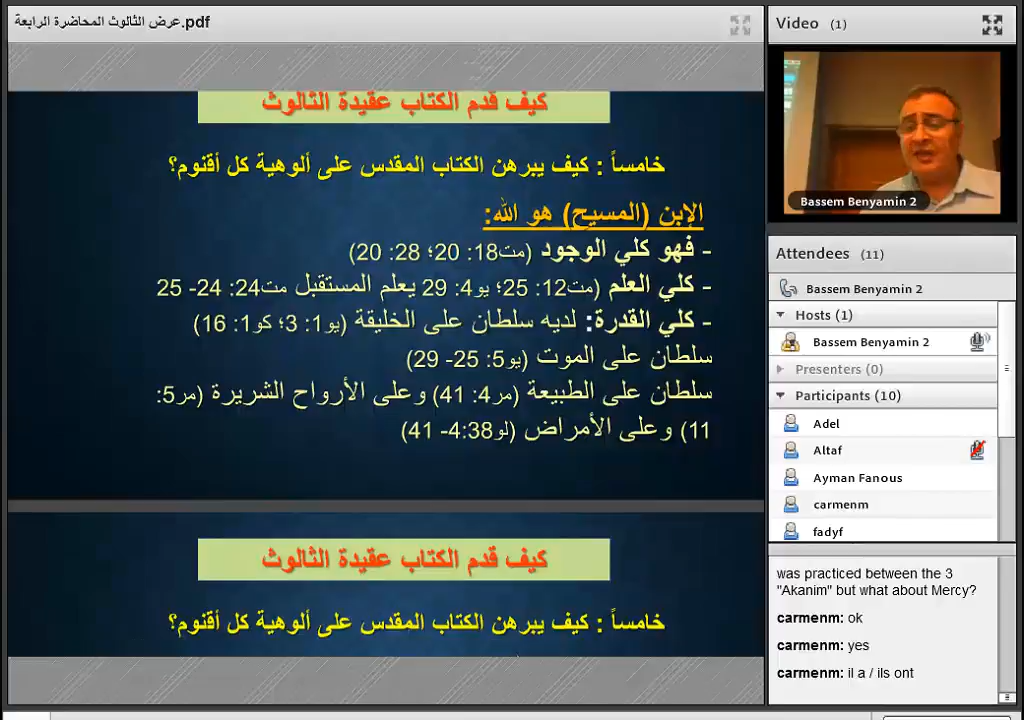 عرض الثالوث المحاضرة الرابعة.pdf
كيف قدم الكتاب عقيدة الثالوث
خامساً : كيف يبرهن الكتاب المقدس على ألوهية كل أقنوم؟
الإبن (المسيح) هو الله:
- فهو كلي الوجود (مت18: 20؛ 28: 20)
- كلي العلم (مت12: 25؛ يو4: 29 يعلم المستقبل مت24: 24- 25
- كلي القدرة: لديه سلطان على الخليقة (يو1: 3؛ كو1: 16)
سلطان على الموت (يو5: 25- 29)
سلطان على الطبيعة (مر4: 41) وعلى الأرواح الشريرة (مر5:
11) وعلى الأمراض (لو4:38- 41)
كيف قدم الكتاب عقيدة الثالوث
خامساً : كيف يبرهن الكتاب المقدس على ألوهية كل أقنوم؟
Video (1)
Bassem Benyamin 2
Attendees (11)
Bassem Benyamin 2
Hosts (1)
Bassem Benyamin 2
Presenters (0)
Participants (10)
Adel
Altaf
Ayman Fanous
carmenm
fadyf
was practiced between the 3
"Akanim" but what about Mercy?
carmenm: ok
carmenm: yes
carmenm: il a / ils ont